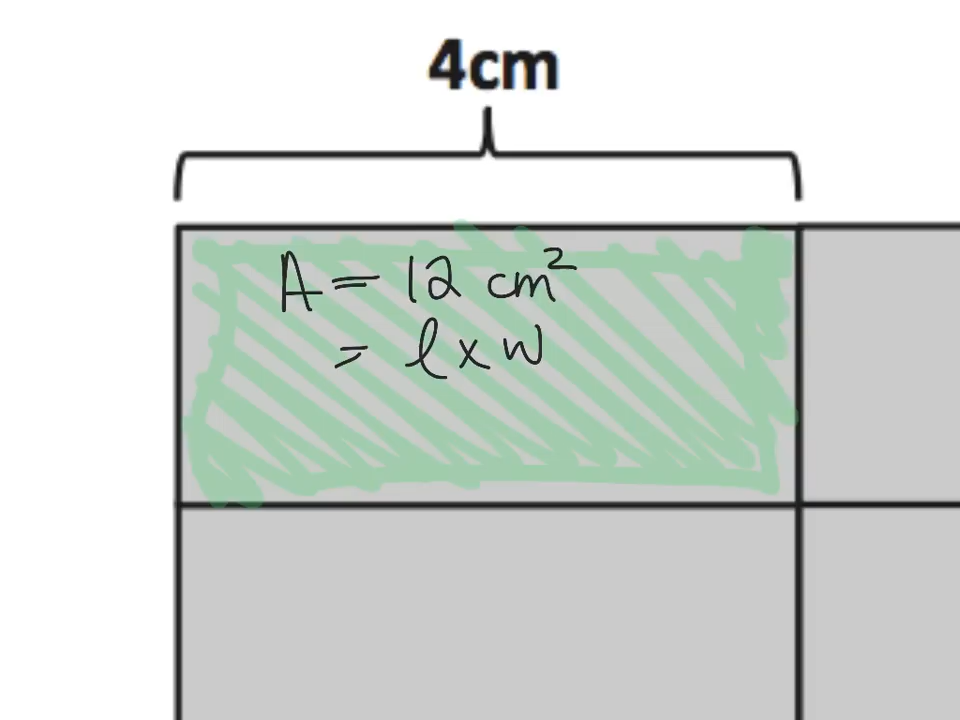 4cm
A = 12 cm²
= l x w